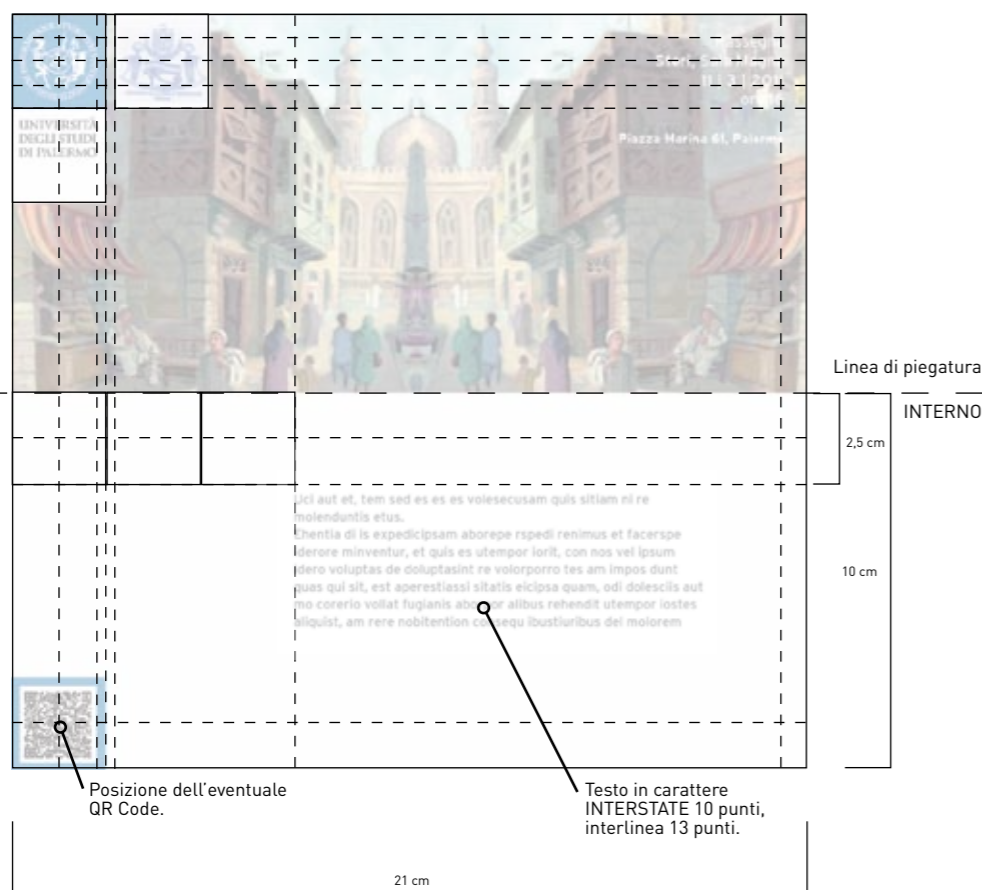 UNIVERSITÀ
DEGLI STUDI
DI PALERMO
Piazza Marina 61, Palermo
Linea di piegatura
INTERNO
2,5 cm
Uci aut et, tem sed es es es volesecusam quis sitiam ni re
molenduntis etus.
Ehentia di is expedicipsam aborepe rspedi renimus et facerspe
iderore minventur, et quis es utempor iorit, con nos vel ipsum
idero voluptas de doluptasint re volorporro tes am impos dunt
quas qui sit, est aperestiassi sitatis eicipsa quam, odi dolesciis aut
mo corerio vollat fugianis alibus rehendit utempor iostes
aliquist, am rere nobitention consequ ibustiuribus del molorem
10 cm
Posizione dell'eventuale
QR Code.
Testo in carattere
INTERSTATE 10 punti,
interlinea 13 punti.
21 cm